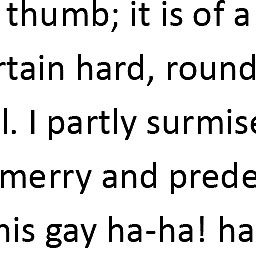 thumb; it is of a
rtain hard, round
l. I partly surmise
merry and prede
his gay ha-ha! ha